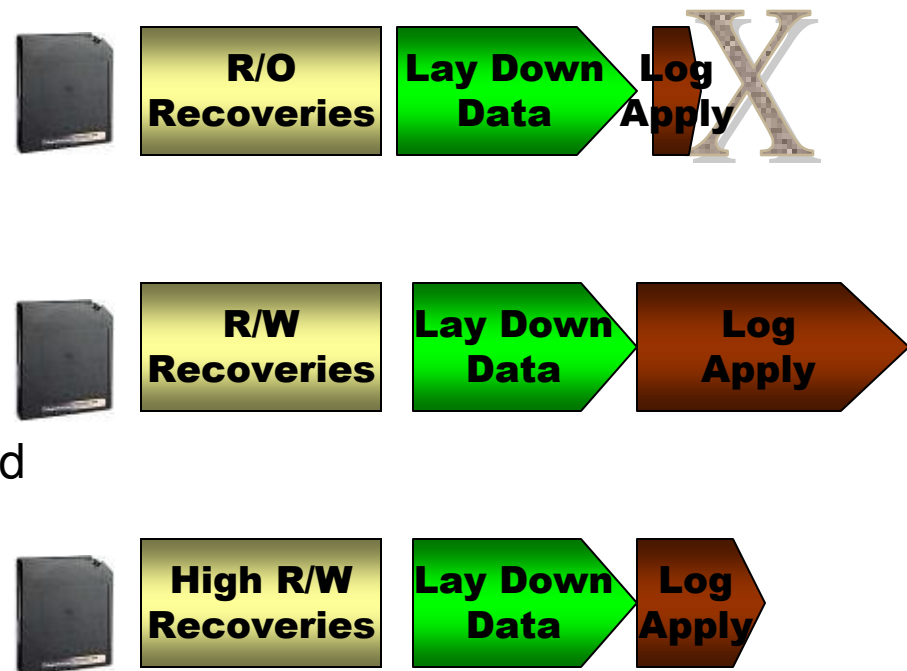 R/O
Recoveries
Lay Down
Data
Log
Apply
X
R/W
Recoveries
Lay Down
Data
Log
Apply
d
High R/W
Recoveries
Lay Down
Data
Log
Apply